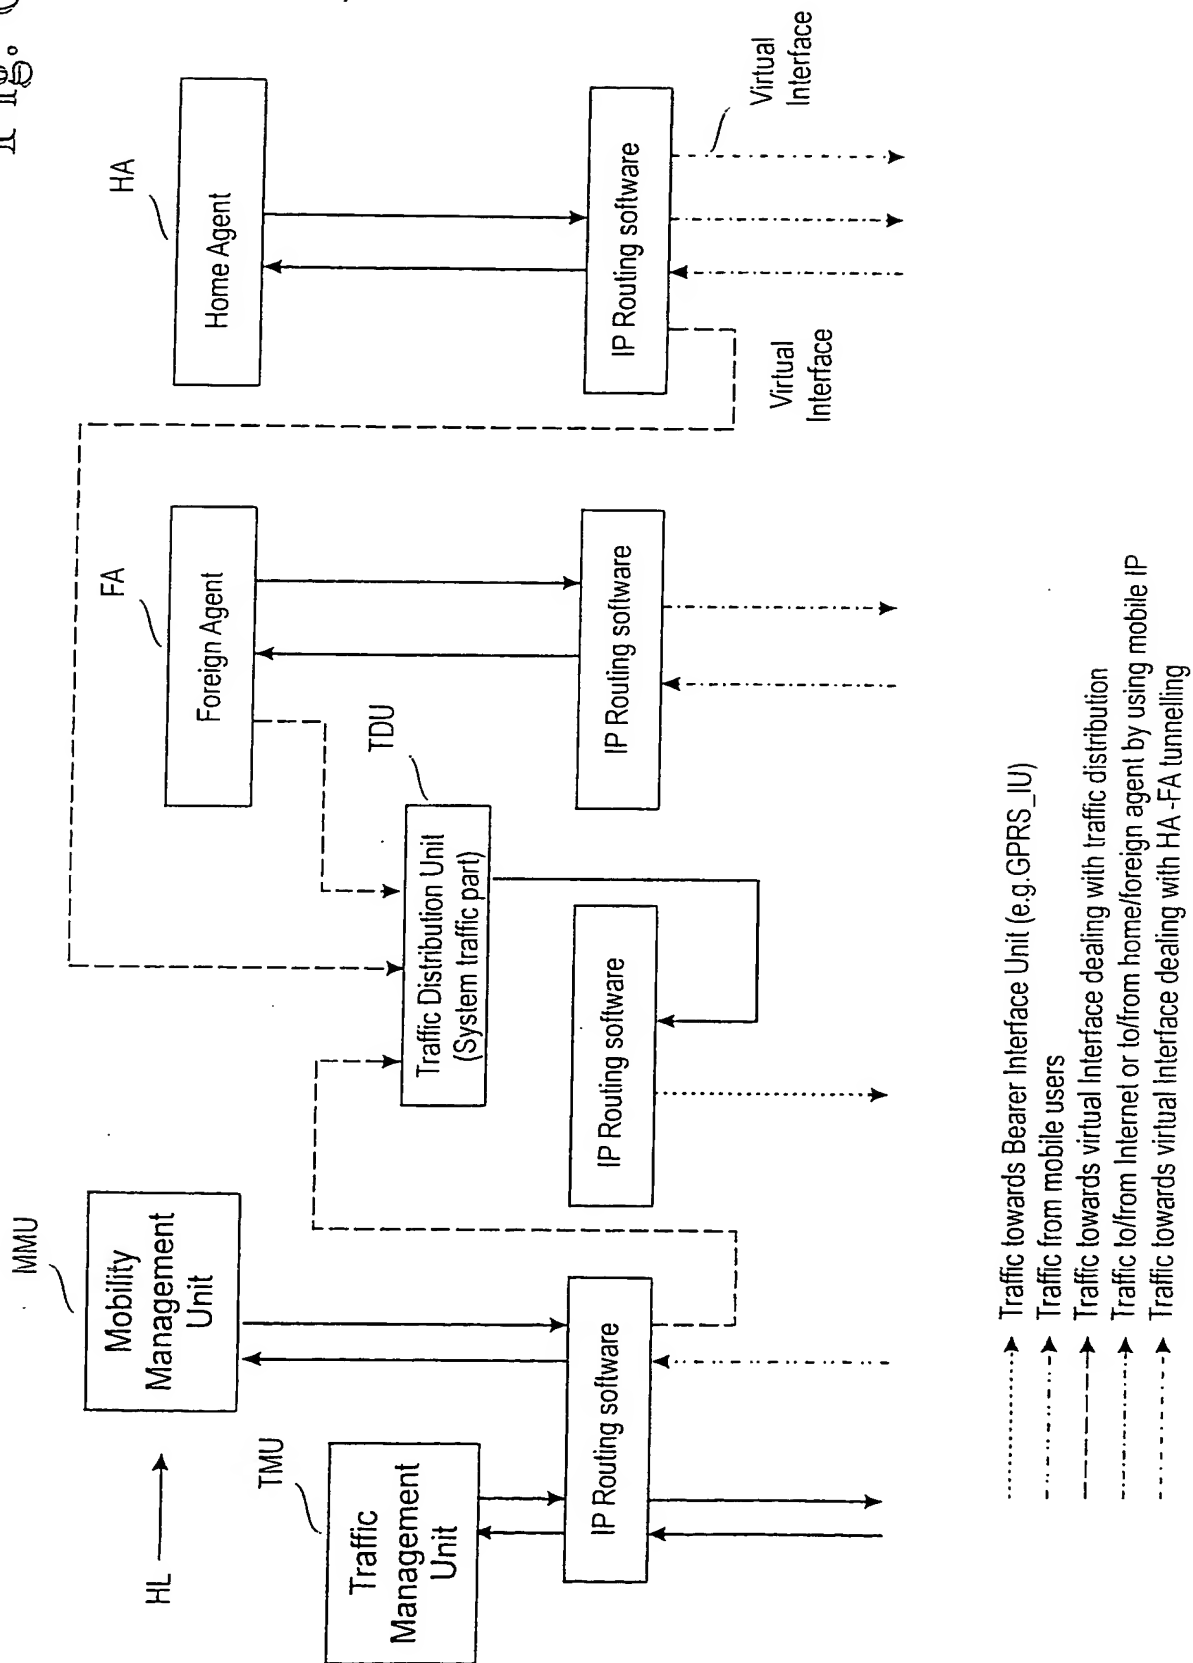 HL
MMU
Mobility
Management
Unit
TMU
Traffic
Management
Unit
IP Routing software
TDU
Traffic Distribution Unit
(System traffic part)
IP Routing software
FA
Foreign Agent
IP Routing software
HA
Home Agent
IP Routing software
Virtual
Interface
Virtual
Interface
Traffic towards Bearer Interface Unit (e.g.GPRS_IU)
Traffic from mobile users
Traffic towards virtual Interface dealing with traffic distribution
Traffic to/from Internet or to/from home/foreign agent by using mobile IP
Traffic towards virtual Interface dealing with HA-FA tunnelling